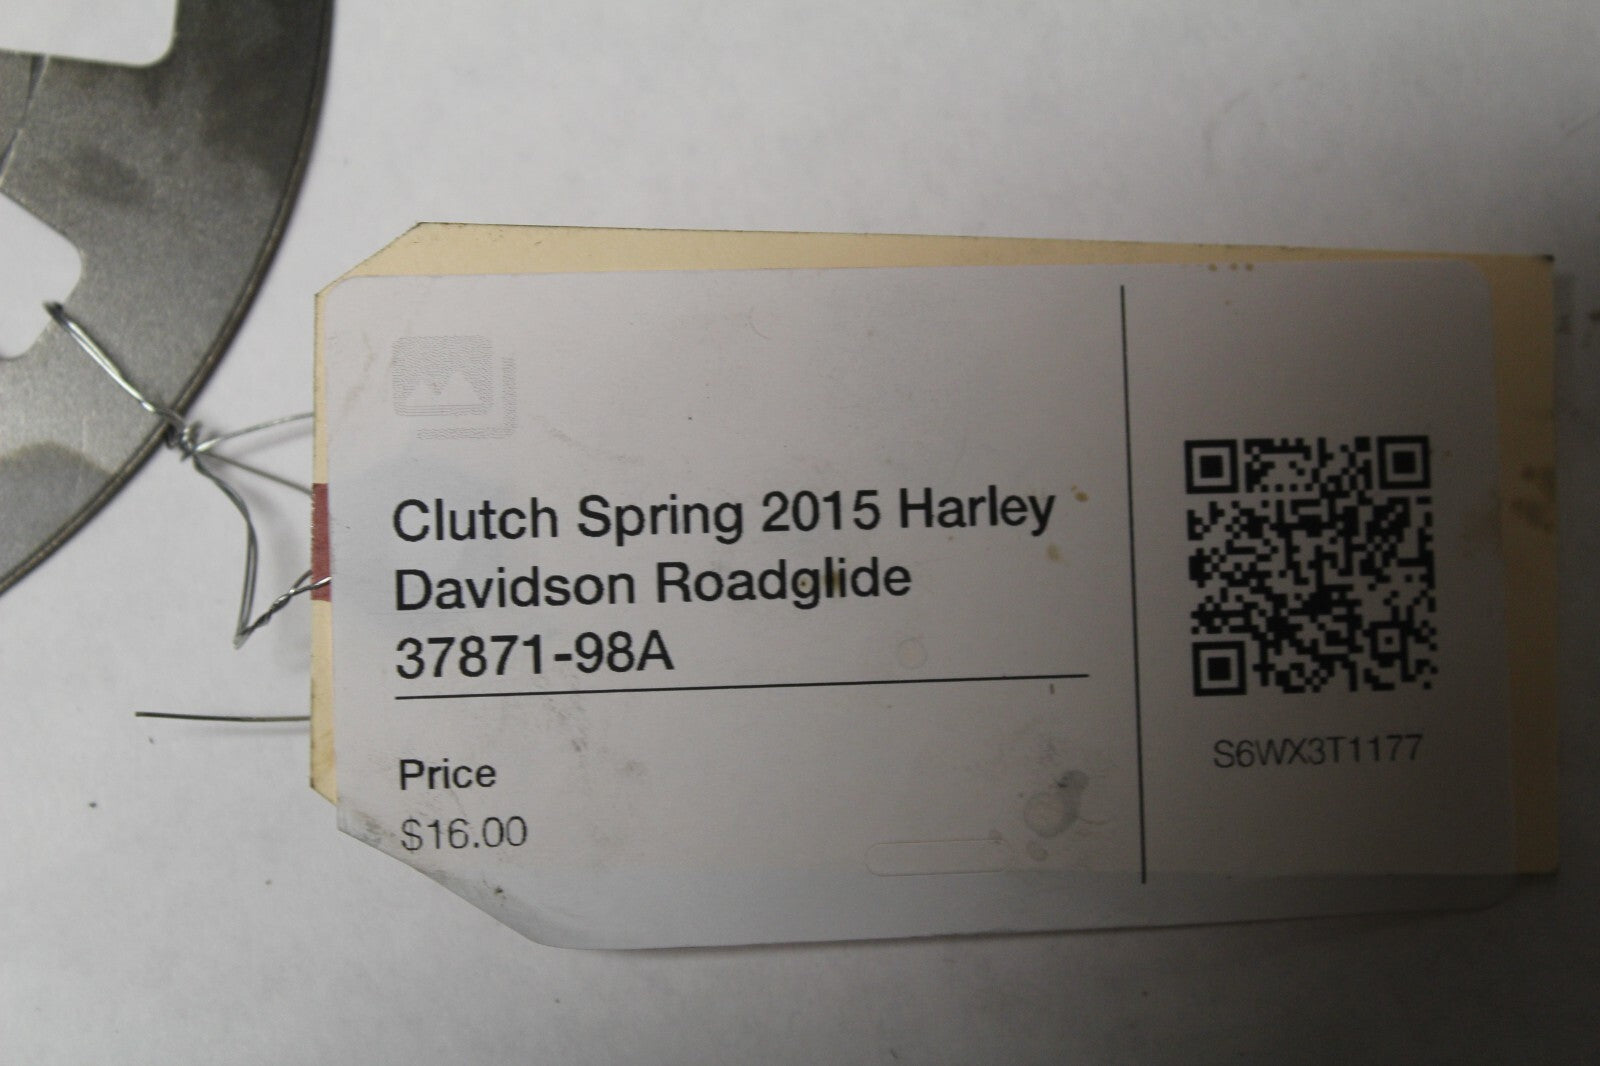 Clutch Spring 2015 Harley
Davidson Roadglide
37871-98A
Price
$16.00
S6WX3T1177